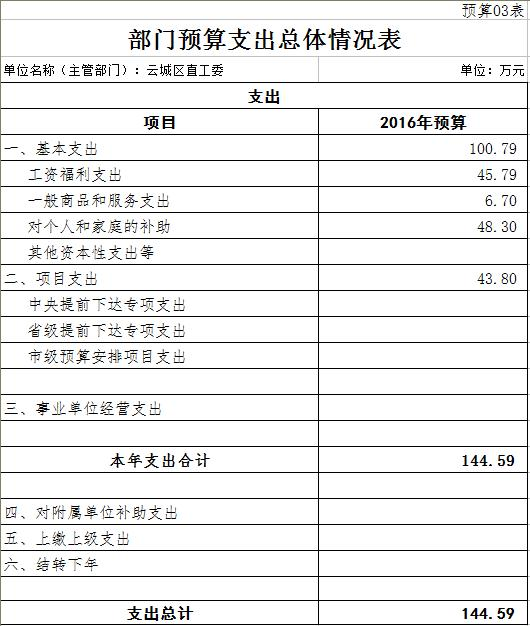 预算03表
部门预算支出总体情况表
单位名称（主管部门）：云城区直工委 单位：万元
支出
项目 2016年预算
一、基本支出 100.79
工资福利支出 45.79
一般商品和服务支出 6.70
对个人和家庭的补助 48.30
其他资本性支出等
二、项目支出 43.80
中央提前下达专项支出
省级提前下达专项支出
市级预算安排项目支出
三、事业单位经营支出
本年支出合计 144.59
四、对附属单位补助支出
五、上缴上级支出
六、结转下年
支出总计 144.59